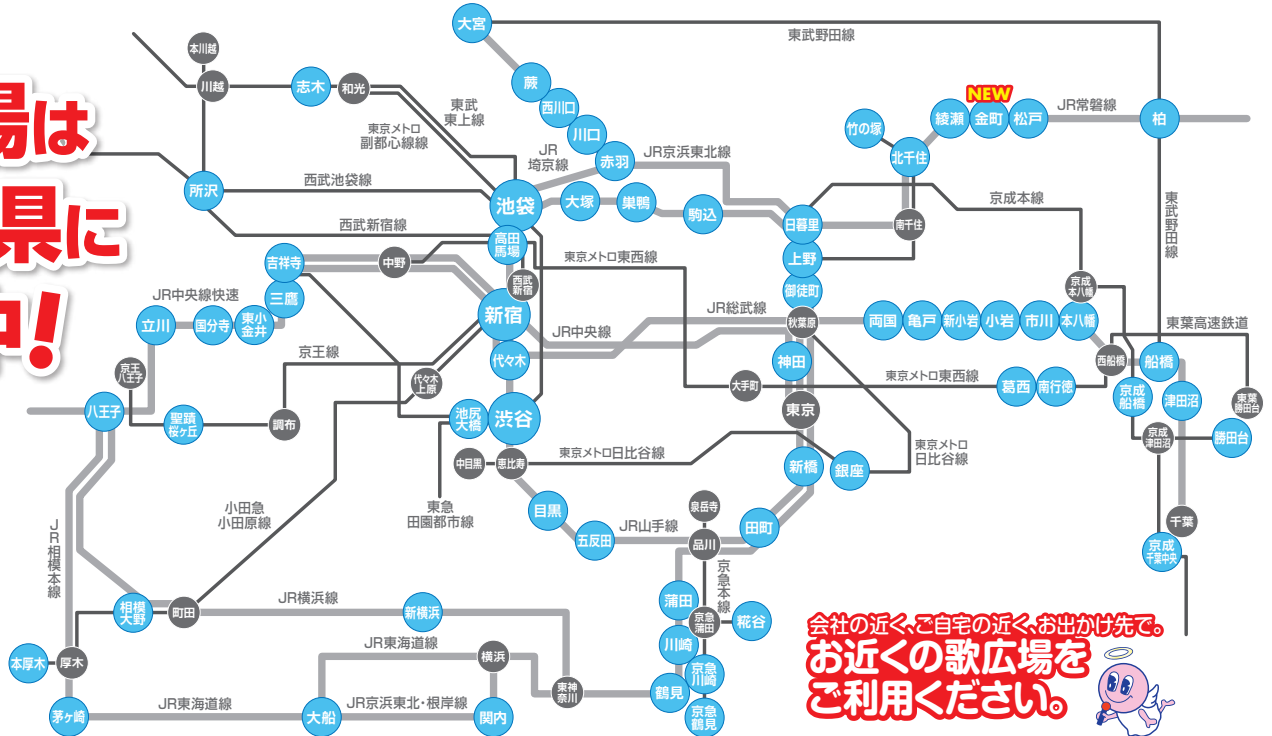 場は
県に
中!
大宮
東武野田線
本川越
川越
志木
和光
東武
東上線
東京メトロ
副都心線線
蕨
西川口
川口
赤羽
JR
埼京線
JR京浜東北線
竹の塚
北千住
綾瀬
NEW
金町
松戸
JR常磐線
柏
所沢
西武池袋線
西武新宿線
池袋
大塚
巣鴨
駒込
日暮里
南千住
京成本線
東武野田線
吉祥寺
中野
高田
馬場
西武
新宿
東京メトロ東西線
上野
御徒町
京成
本八幡
JR中央線快速
三鷹
立川
国分寺
東小
金井
新宿
JR総武線
JR中央線
秋葉原
両国
亀戸
新小岩
小岩
市川
本八幡
東葉高速鉄道
京王線
代々木
神田
西船橋
船橋
京王
八王子
代々木
上原
大手町
東京メトロ東西線
葛西
南行徳
京成
船橋
津田沼
東葉
勝田台
八王子
聖蹟
桜ヶ丘
調布
池尻
大橋
渋谷
東京
京成
津田沼
勝田台
中目黒
恵比寿
東京メトロ日比谷線
新橋
銀座
東京メトロ
日比谷線
小田急
小田原線
東急
田園都市線
目黒
五反田
JR山手線
泉岳寺
品川
田町
千葉
京成
千葉中央
JR相模本線
京急本線
相模
大野
町田
JR横浜線
新横浜
蒲田
京急
蒲田
糀谷
本厚木
厚木
JR東海道線
横浜
川崎
京急
川崎
東神
奈川
鶴見
京急
鶴見
茅ヶ崎
JR東海道線
大船
JR京浜東北・根岸線
関内
会社の近く、ご自宅の近く、お出かけ先で。
お近くの歌広場を
ご利用ください。